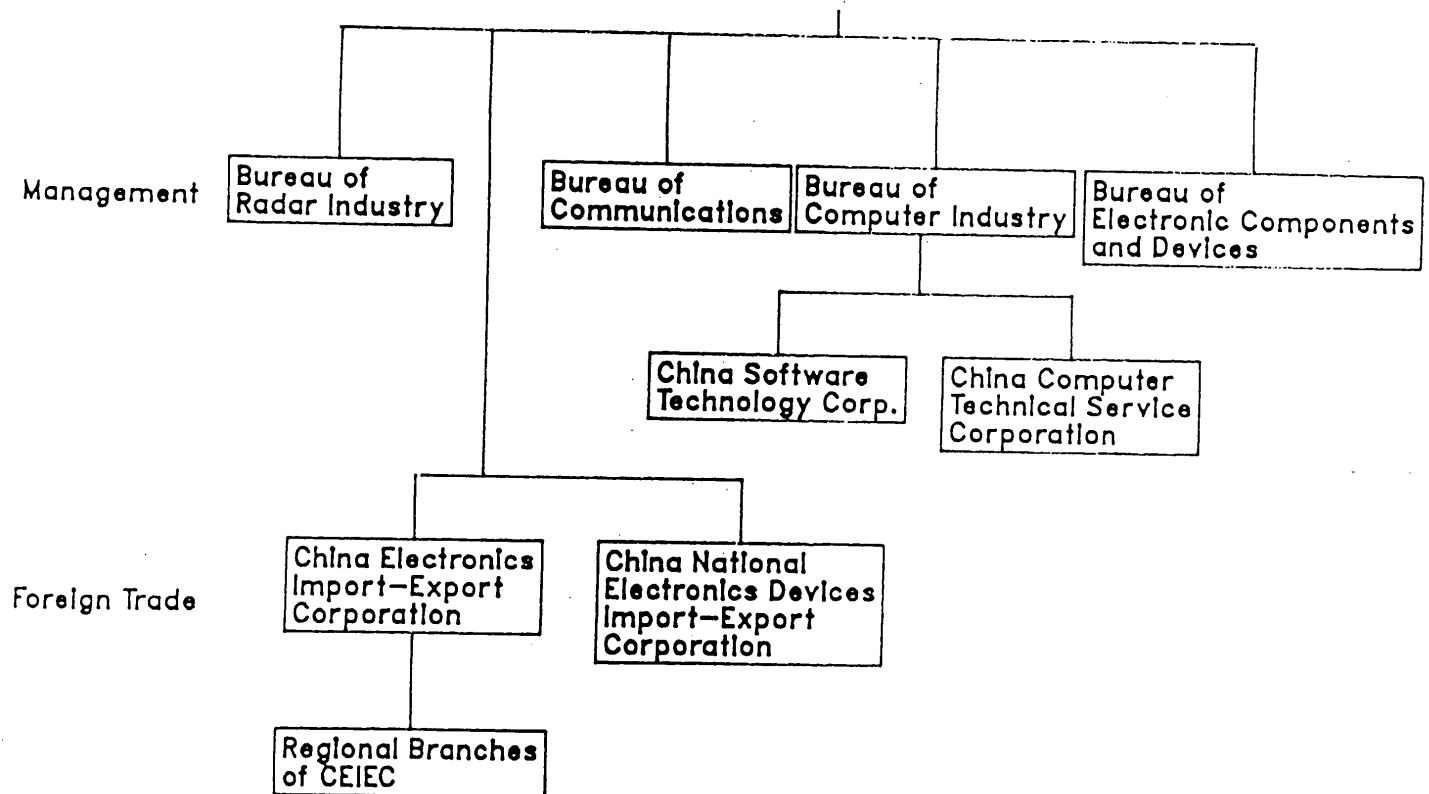 Management
Bureau of
Radar Industry
Bureau of
Communications
Bureau of
Computer Industry
Bureau of
Electronic Components
and Devices
China Software
Technology Corp.
China Computer
Technical Service
Corporation
Foreign Trade
China Electronics
Import-Export
Corporation
China National
Electronics Devices
Import-Export
Corporation
Regional Branches
of CEIEC